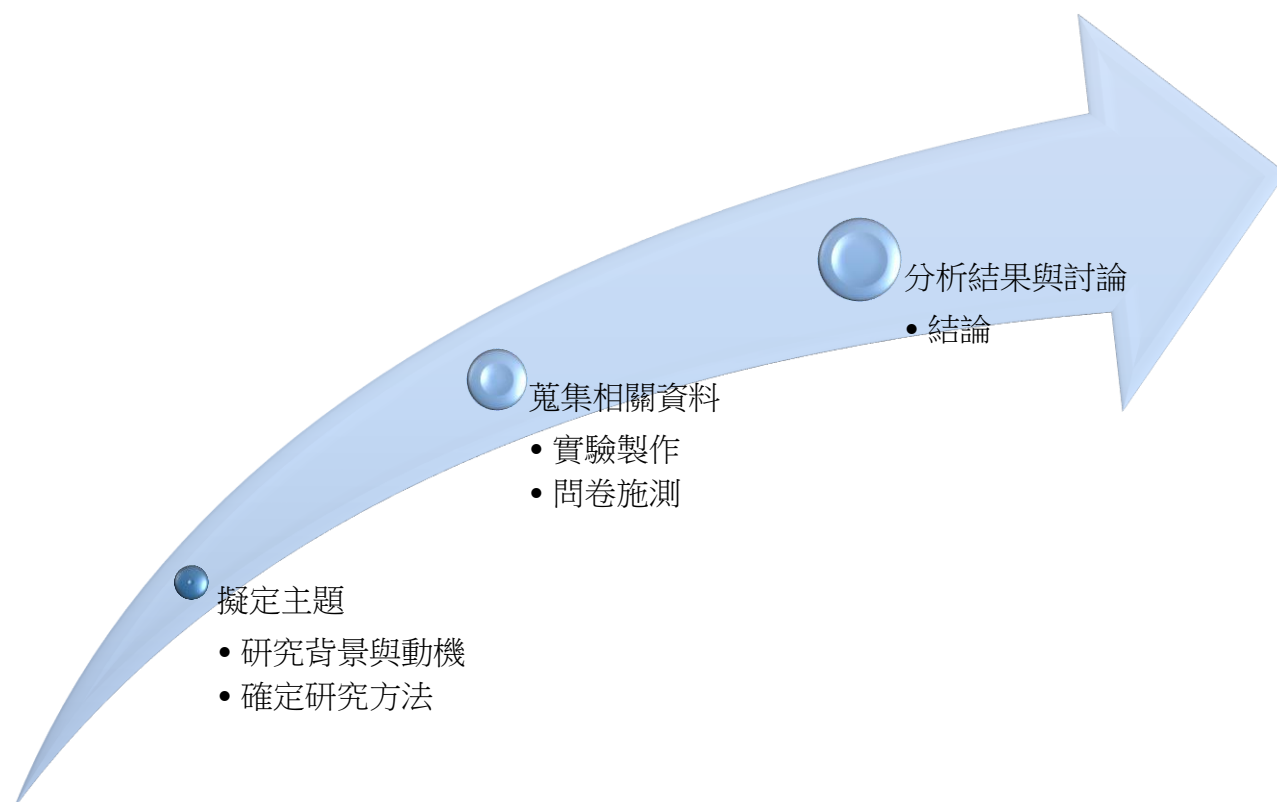 擬定主題
• 研究背景與動機
• 確定研究方法
蒐集相關資料
• 實驗製作
• 問卷施測
分析結果與討論
• 結論